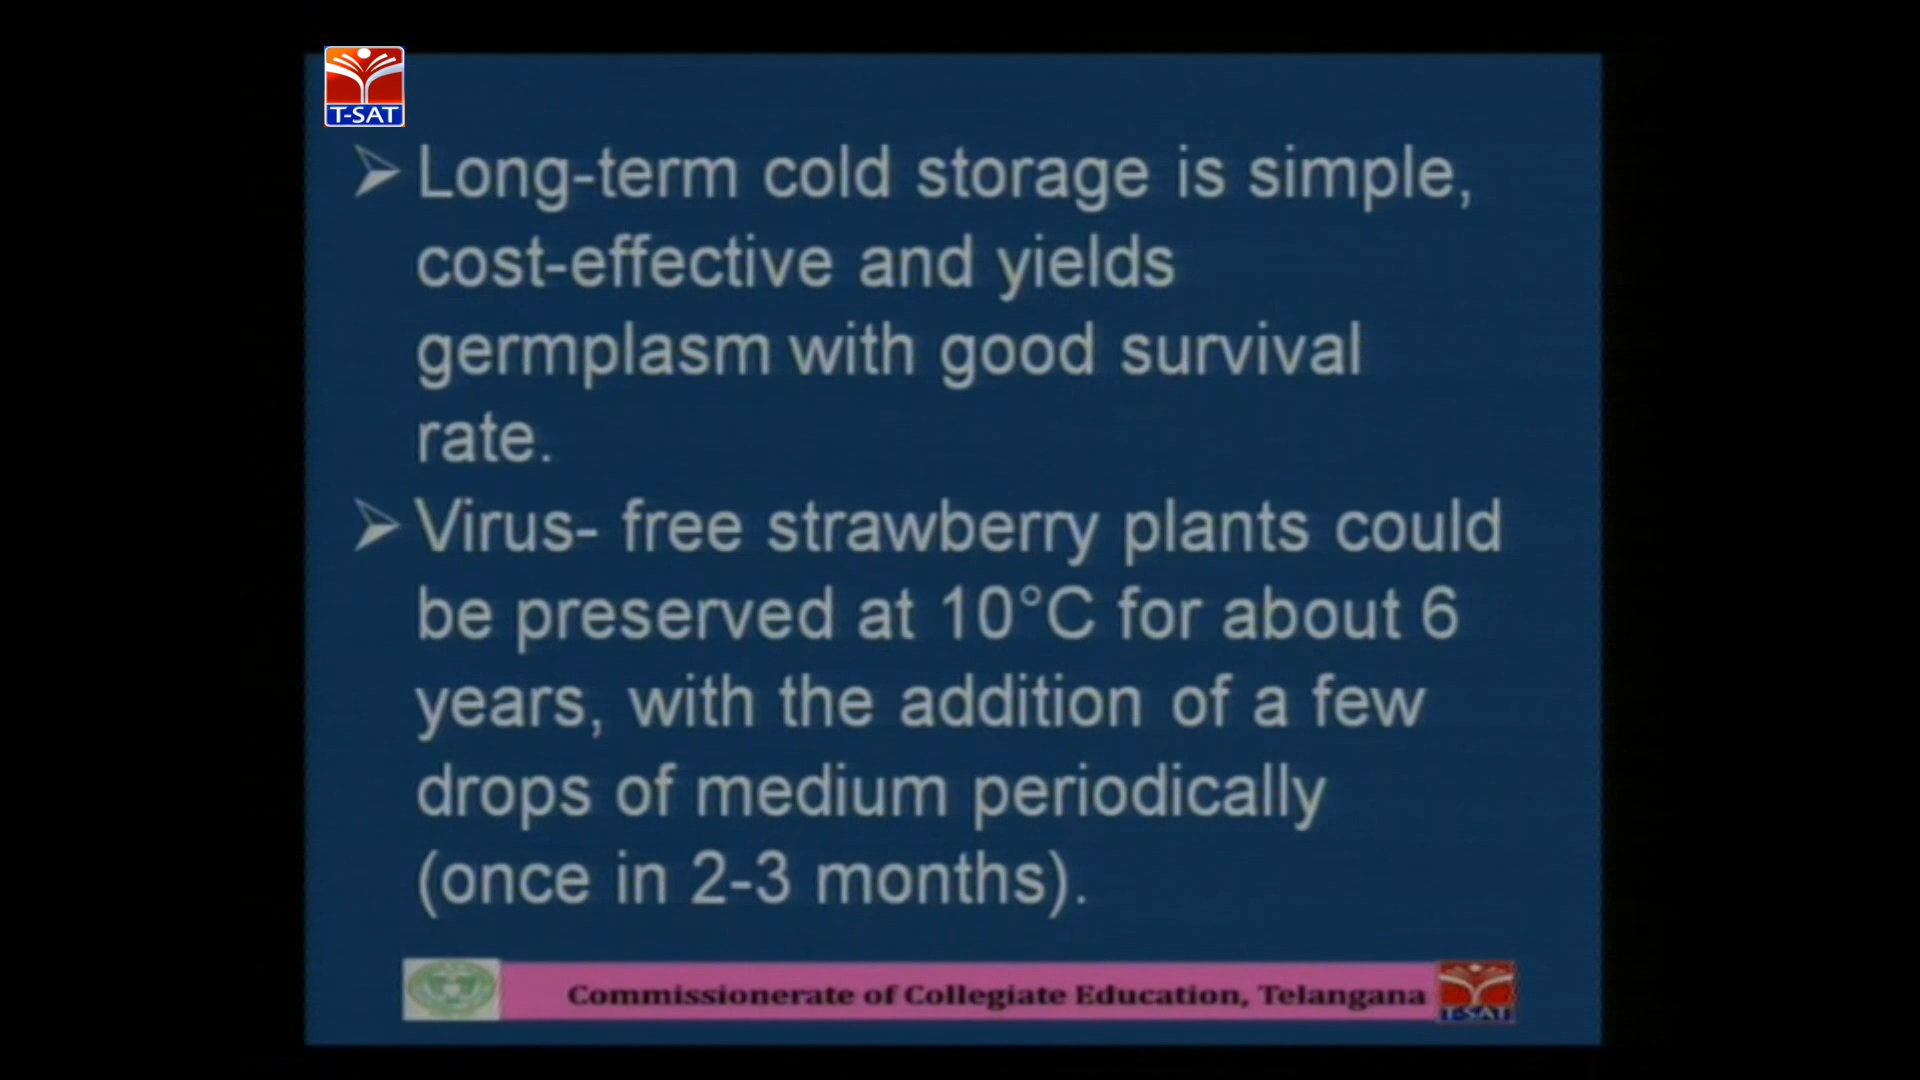 T-SAT
Long-term cold storage is simple,
cost-effective and yields
germplasm with good survival
rate.
Virus- free strawberry plants could
be preserved at 10°C for about 6
years, with the addition of a few
drops of medium periodically
(once in 2-3 months).
Commissionerate of Collegiate Education, Telangana
T-SAT